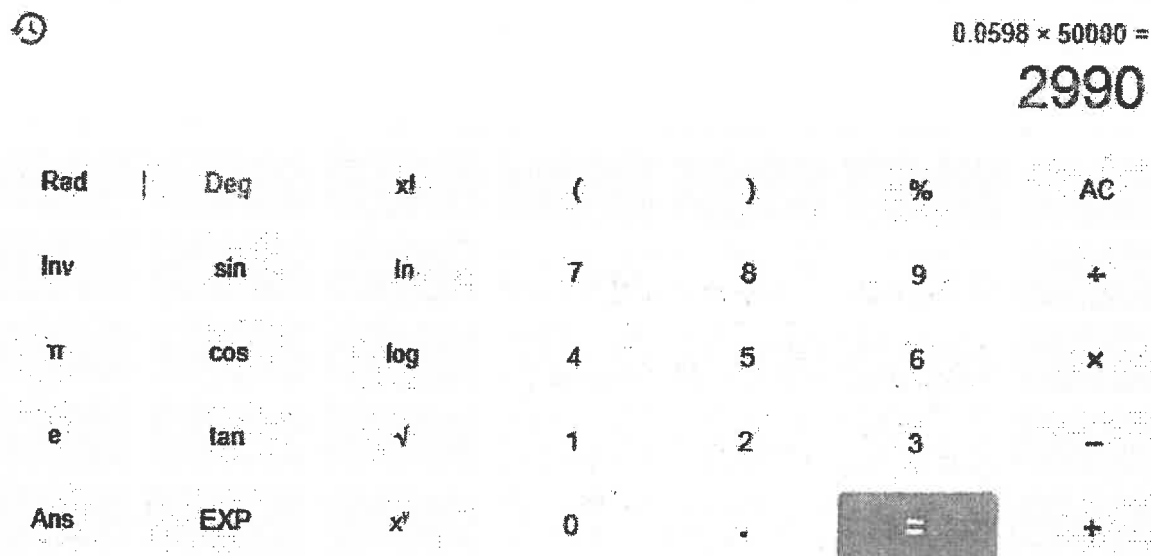 0.0598 × 50000 =
2990
Rad | Deg x! ( ) % AC
Inv sin ln 7 8 9 ÷
π cos log 4 5 6 ×
e tan √ 1 2 3 −
Ans EXP xʸ 0 . = +